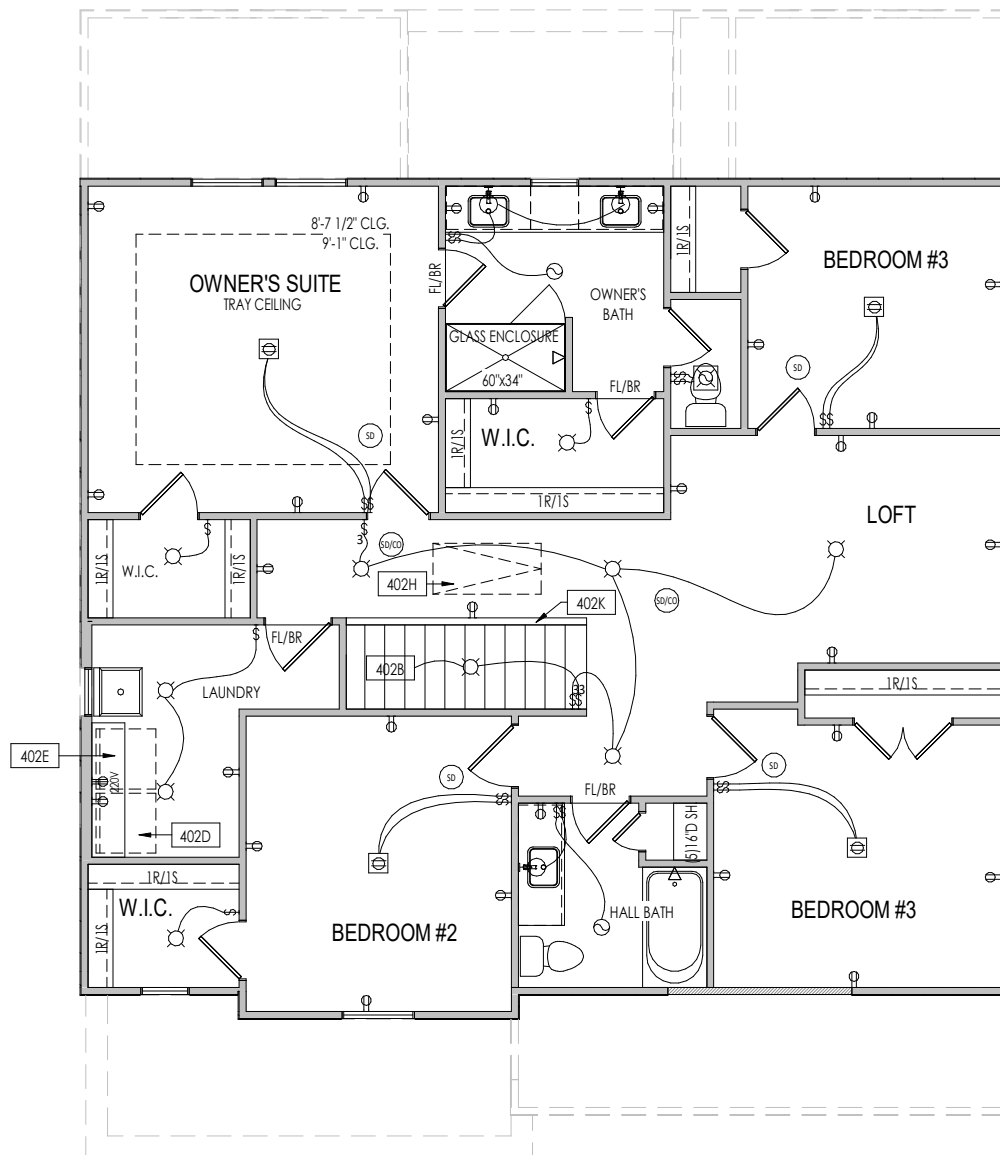 8'-7 1/2" CLG.
9'-1" CLG.
OWNER'S SUITE
TRAY CEILING
FL/BR
OWNER'S
BATH
GLASS ENCLOSURE
60"x34"
FL/BR
1R/1S
BEDROOM #3
SD
SD
W.I.C.
1R/1S
1R/1S
LOFT
$
$
$$
$$
$$
$$
3
SD/CO
SD/CO
1R/1S
W.I.C.
1R/1S
$
402H
402K
402B
33
$$
FL/BR
$
LAUNDRY
1R/1S
402E
220V
402D
SD
$$
FL/BR
$$
SD
$$
(5)16"D SH
1R/1S
W.I.C.
1R/1S
$
BEDROOM #2
HALL BATH
BEDROOM #3